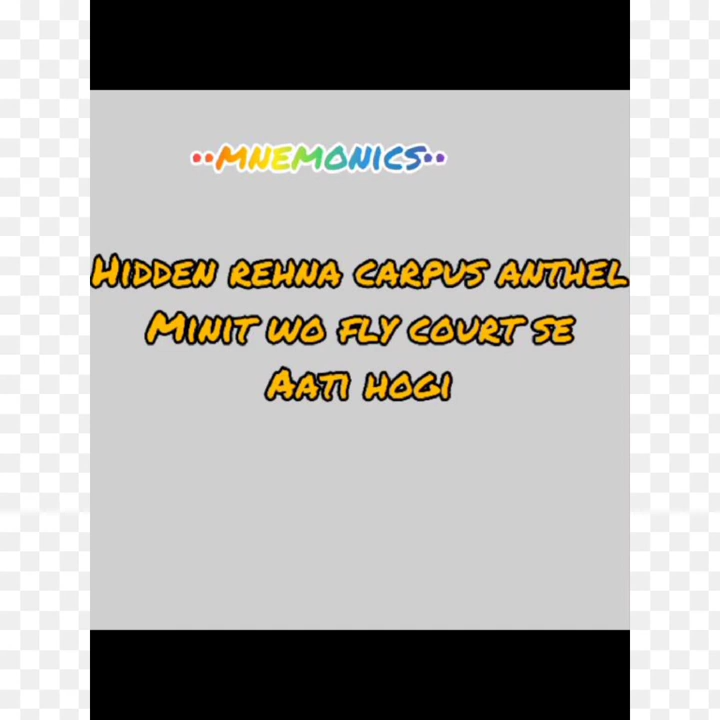 ..MNEMONICS..
HIDDEN REHNA CARPUS ANTHEL
MINIT WO FLY COURT SE
AATI HOGI